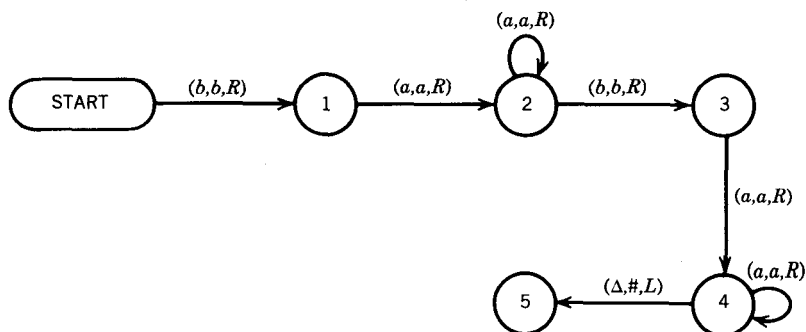 (a,a,R)
START (b,b,R) 1 (a,a,R) 2 (b,b,R) 3
(a,a,R)
5 (Δ,#,L) 4 (a,a,R)